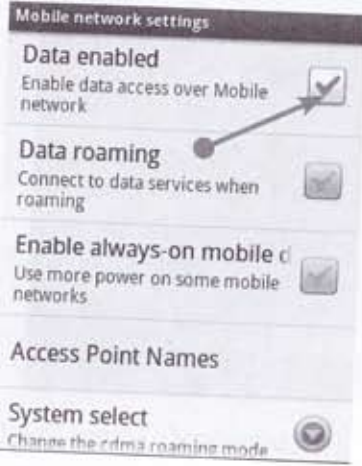 Mobile network settings
Data enabled
Enable data access over Mobile
network
Data roaming
Connect to data services when
roaming
Enable always-on mobile d
Use more power on some mobile
networks
Access Point Names
System select
Change the cdma roaming mode